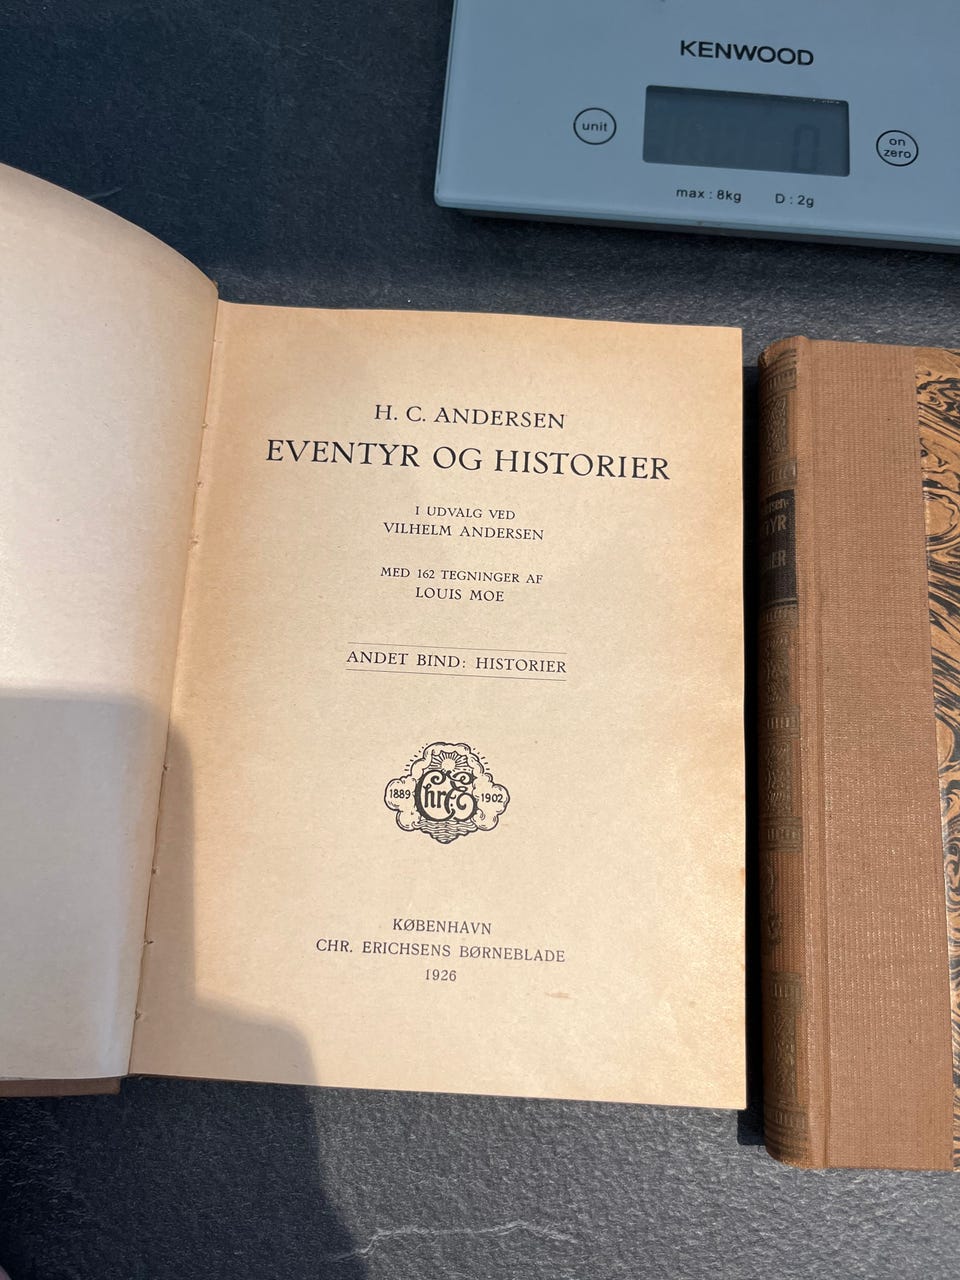 KENWOOD
unit
on
zero
max : 8kg D : 2g
H. C. ANDERSEN
EVENTYR OG HISTORIER
I UDVALG VED
VILHELM ANDERSEN
MED 162 TEGNINGER AF
LOUIS MOE
ANDET BIND: HISTORIER
1889 Chr E 1902
KØBENHAVN
CHR. ERICHSENS BØRNEBLADE
1926